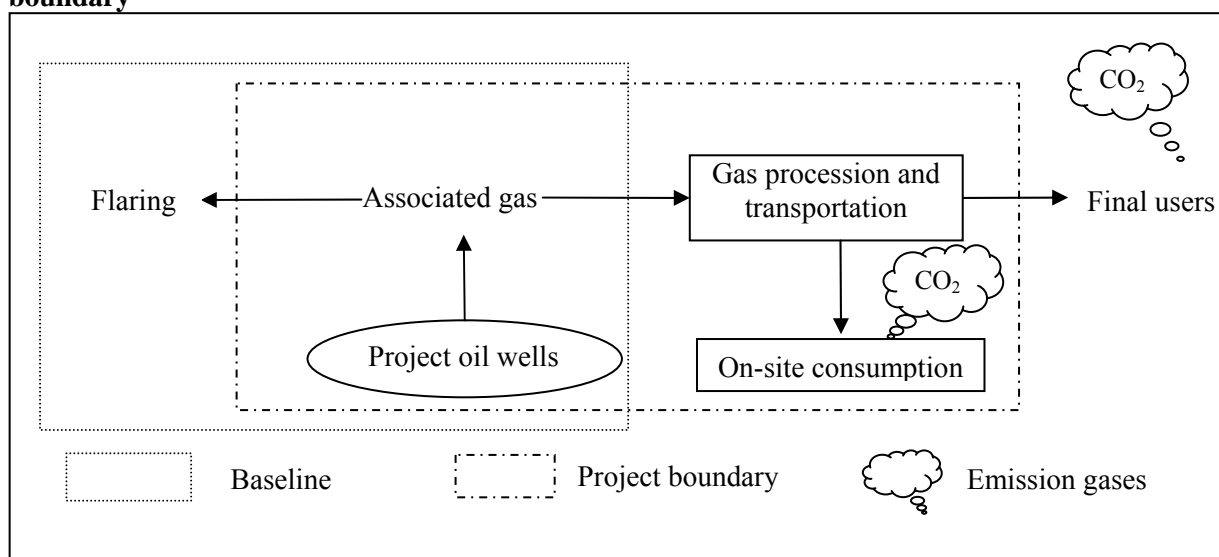 boundary
CO₂
Flaring
Associated gas
Gas procession and
transportation
Final users
CO₂
Project oil wells
On-site consumption
Baseline
Project boundary
Emission gases